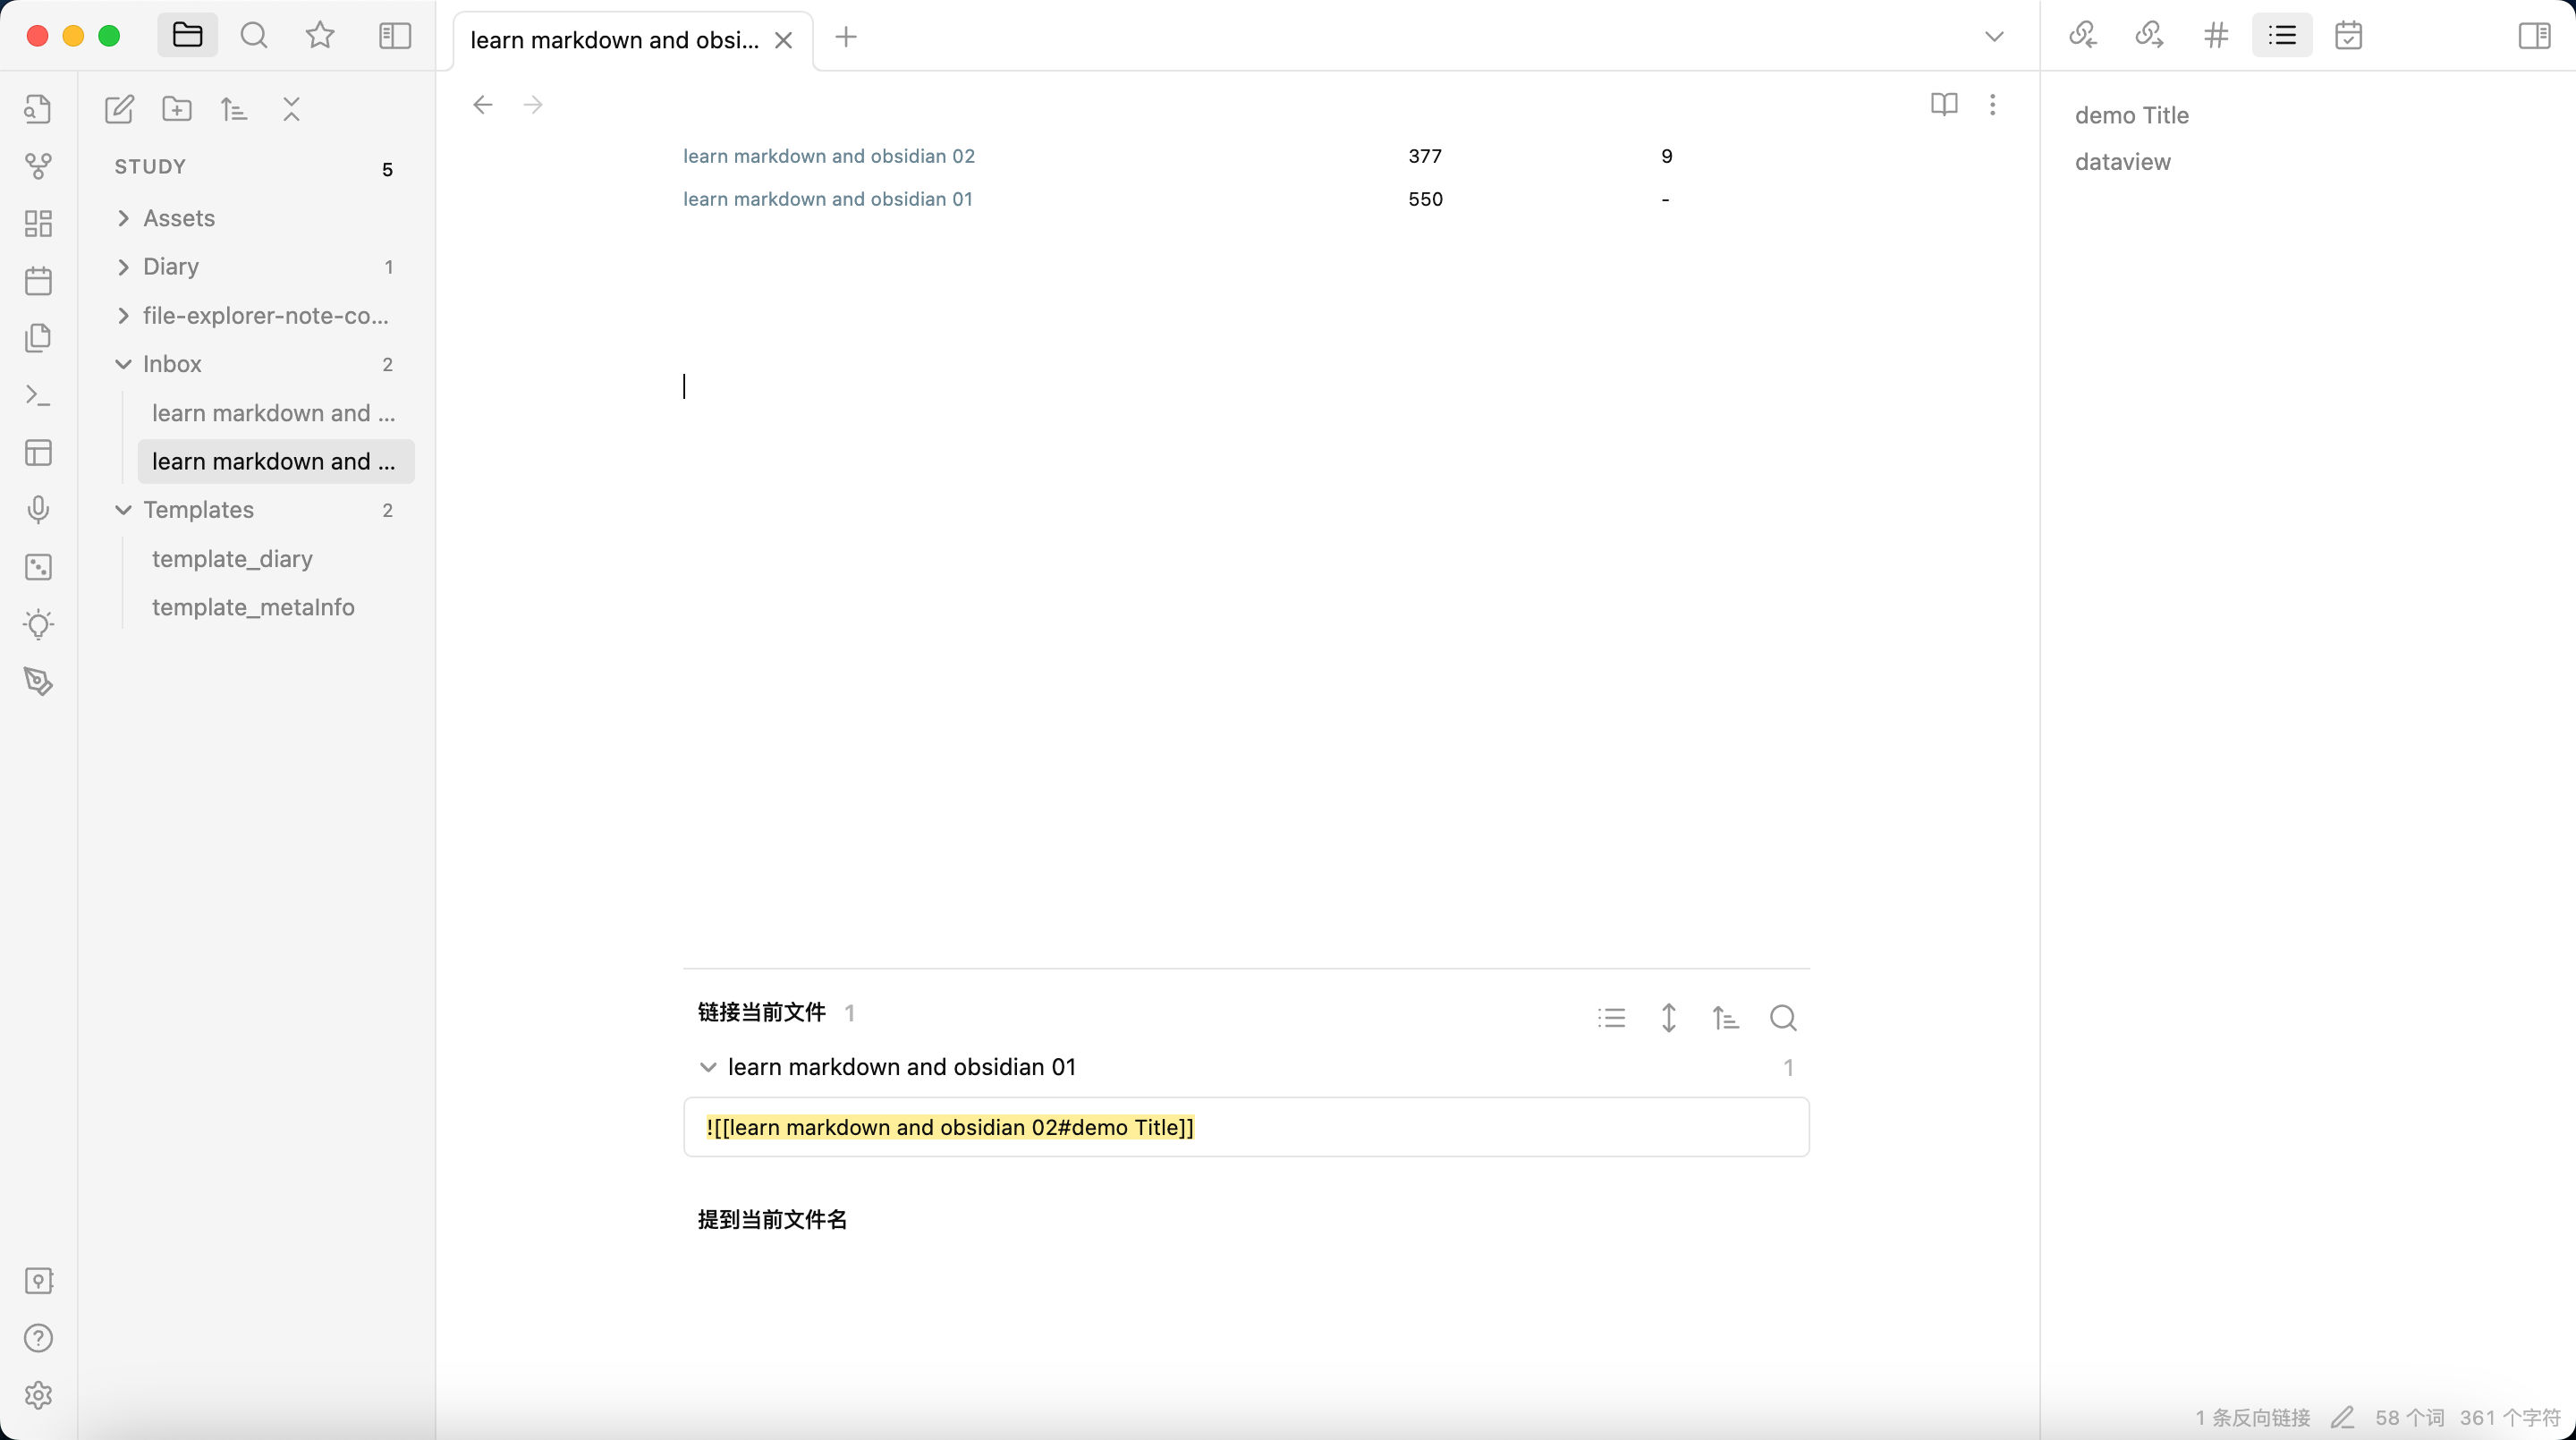 learn markdown and obsi...
STUDY 5
Assets
Diary 1
file-explorer-note-co...
Inbox 2
learn markdown and ...
learn markdown and ...
Templates 2
template_diary
template_metaInfo
learn markdown and obsidian 02 377 9
learn markdown and obsidian 01 550 -
链接当前文件 1
learn markdown and obsidian 01 1
![[learn markdown and obsidian 02#demo Title]]
提到当前文件名
demo Title
dataview
1 条反向链接 58 个词 361 个字符